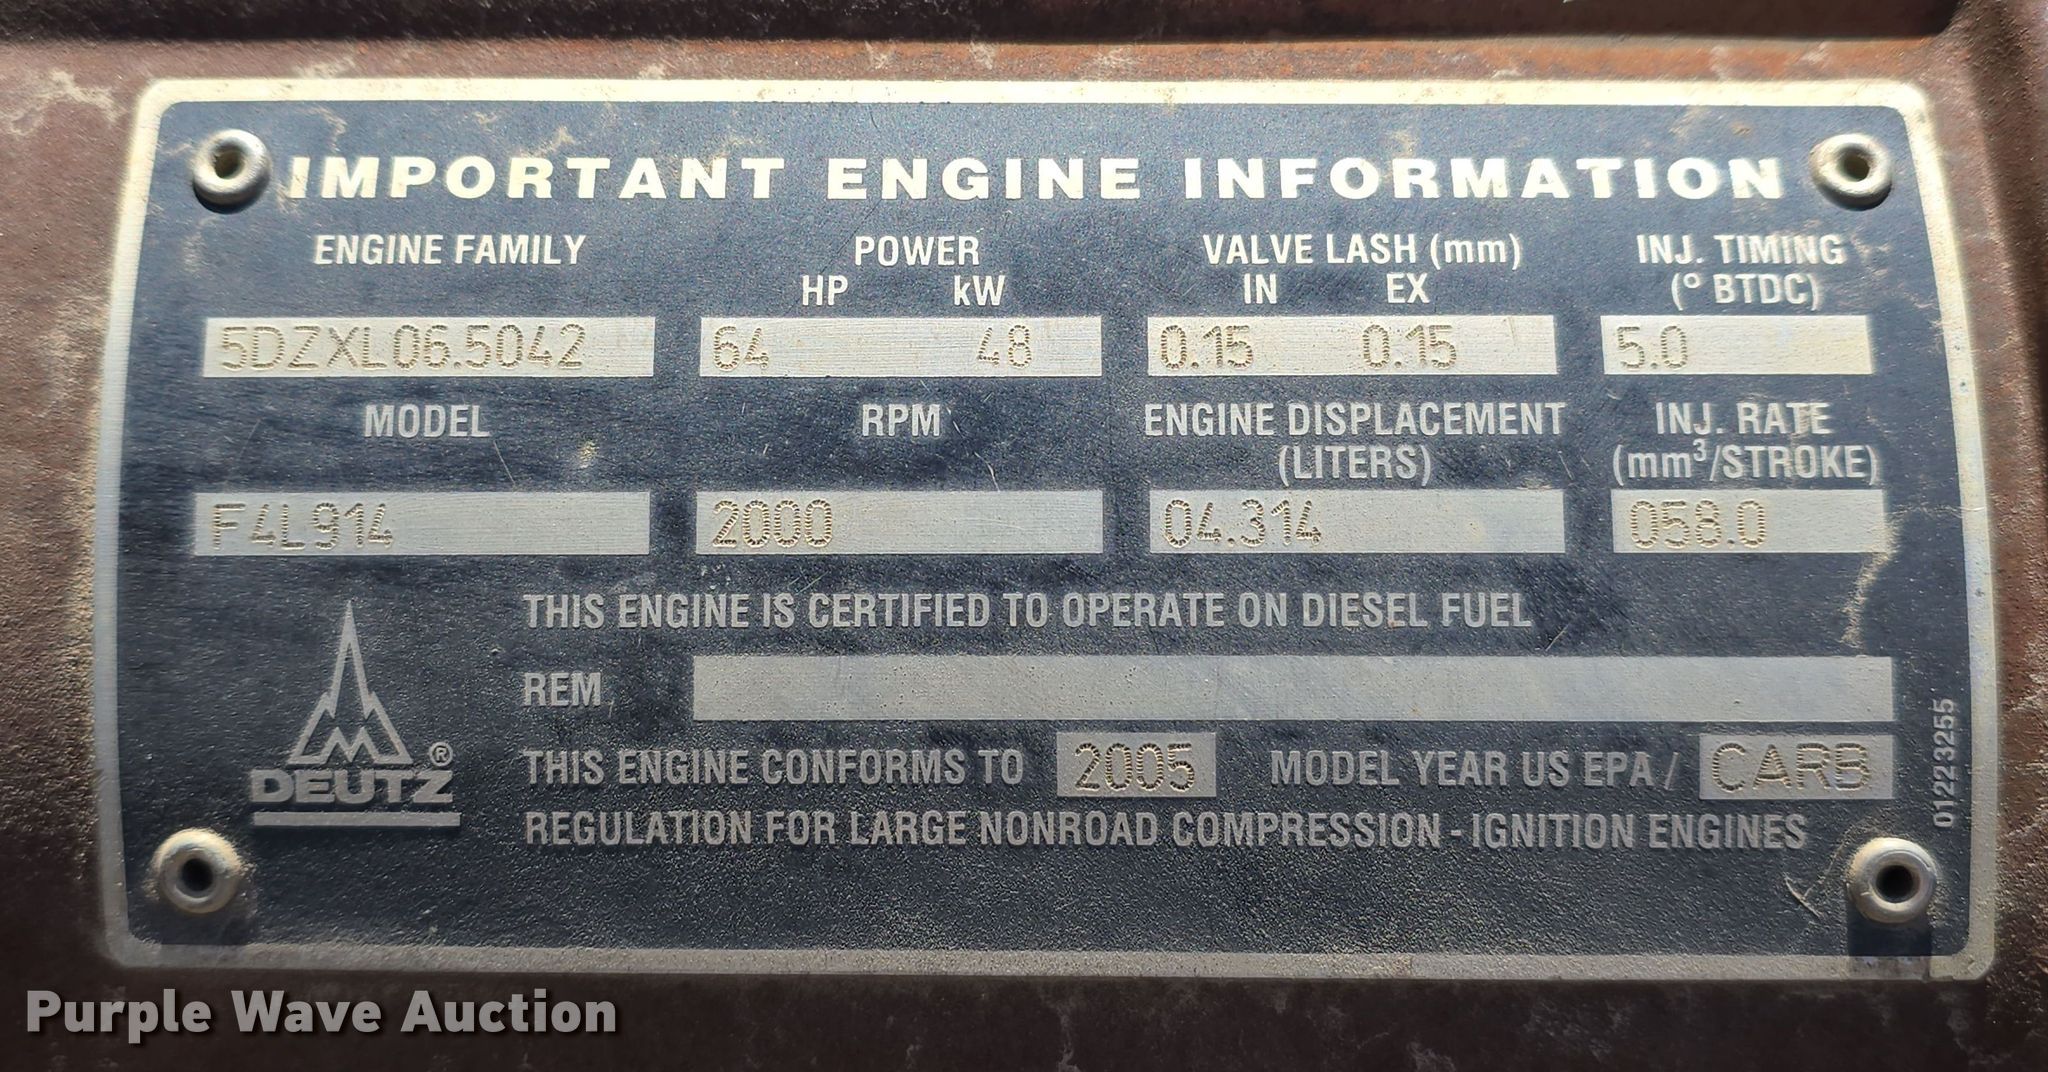 IMPORTANT ENGINE INFORMATION
ENGINE FAMILY POWER VALVE LASH (mm) INJ. TIMING
HP kW IN EX (° BTDC)
5DZXL06.5042 64 48 0.15 0.15 5.0
MODEL RPM ENGINE DISPLACEMENT INJ. RATE
(LITERS) (mm³/STROKE)
F4L914 2000 04.314 058.0
THIS ENGINE IS CERTIFIED TO OPERATE ON DIESEL FUEL
REM
DEUTZ®
THIS ENGINE CONFORMS TO 2005 MODEL YEAR US EPA / CARB
REGULATION FOR LARGE NONROAD COMPRESSION - IGNITION ENGINES
01223255
Purple Wave Auction